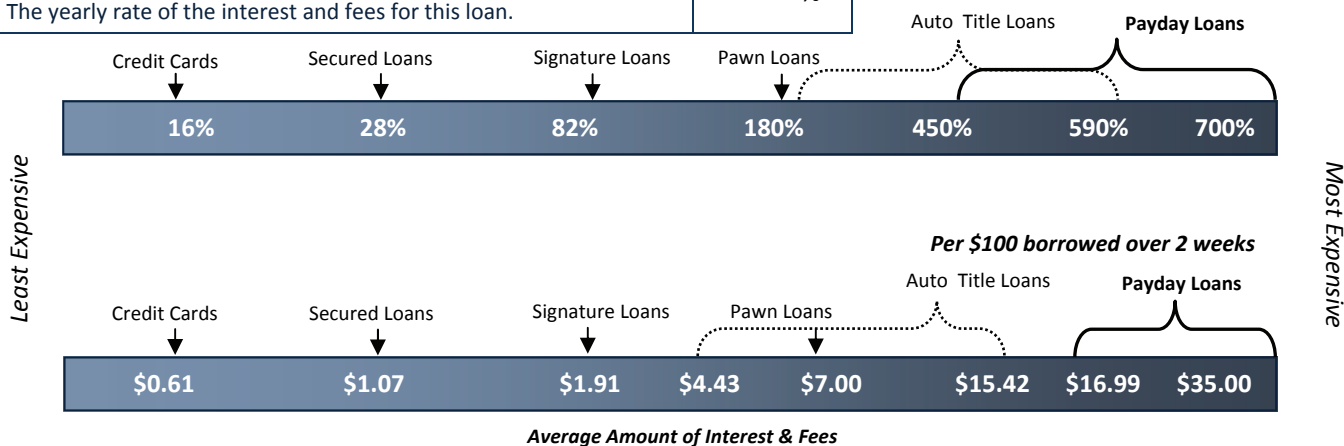 The yearly rate of the interest and fees for this loan.
Auto Title Loans Payday Loans
Credit Cards Secured Loans Signature Loans Pawn Loans
16% 28% 82% 180% 450% 590% 700%
Least Expensive
Most Expensive
Per $100 borrowed over 2 weeks
Auto Title Loans Payday Loans
Credit Cards Secured Loans Signature Loans Pawn Loans
$0.61 $1.07 $1.91 $4.43 $7.00 $15.42 $16.99 $35.00
Average Amount of Interest & Fees